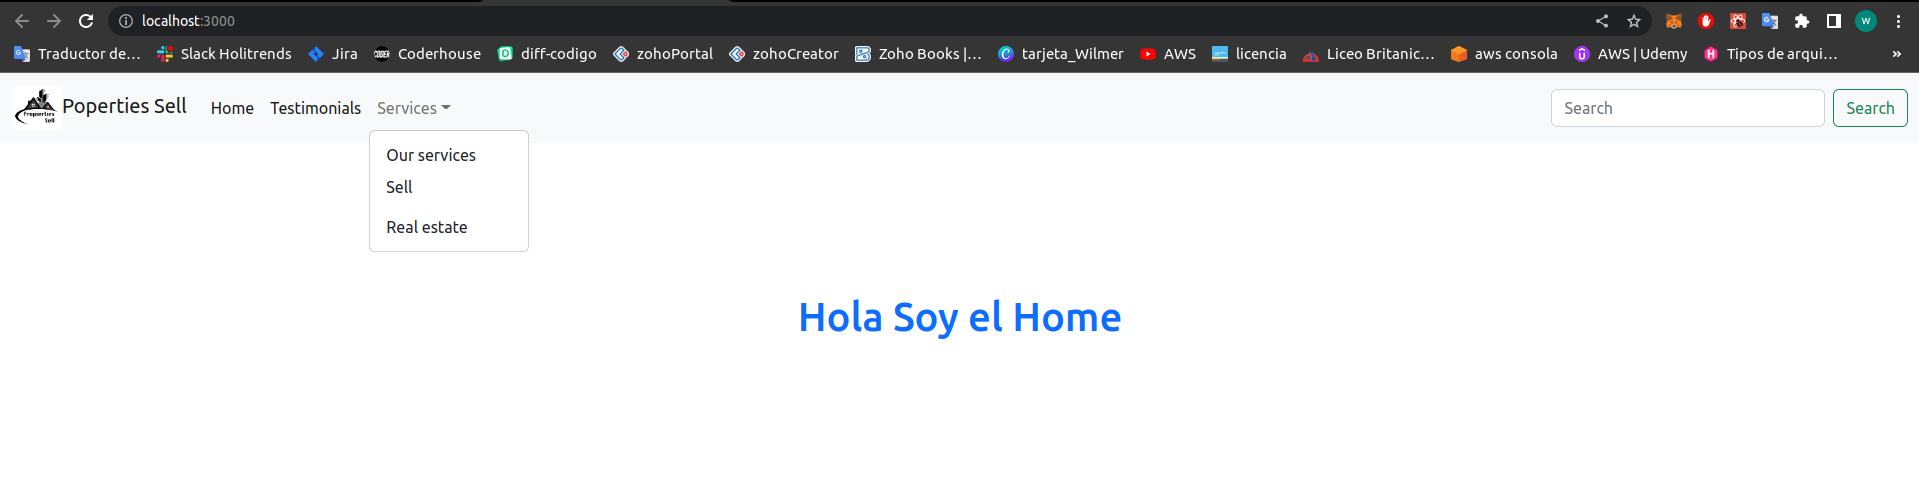 localhost:3000
Traductor de... Slack Holitrends Jira Coderhouse diff-codigo zohoPortal zohoCreator Zoho Books |... tarjeta_Wilmer AWS licencia Liceo Britanic... aws consola AWS | Udemy Tipos de arqui... »
Properties Sell
Poperties Sell Home Testimonials Services Search Search
Our services
Sell
Real estate
Hola Soy el Home